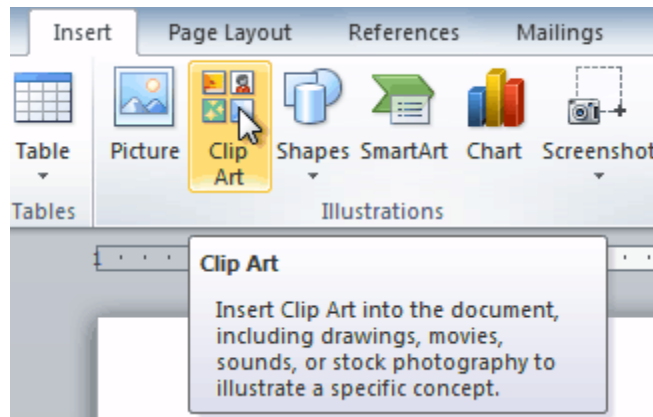 Insert Page Layout References Mailings
Table Picture Clip Art Shapes SmartArt Chart Screenshot
Tables Illustrations
1
Clip Art
Insert Clip Art into the document,
including drawings, movies,
sounds, or stock photography to
illustrate a specific concept.